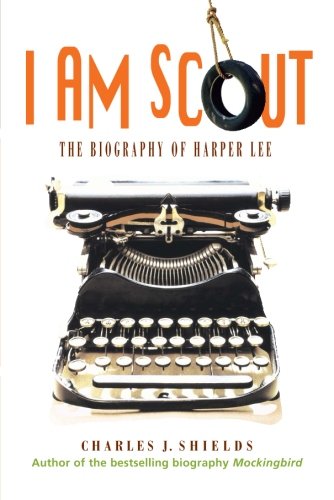 I AM SCOUT
THE BIOGRAPHY OF HARPER LEE
CHARLES J. SHIELDS
Author of the bestselling biography Mockingbird